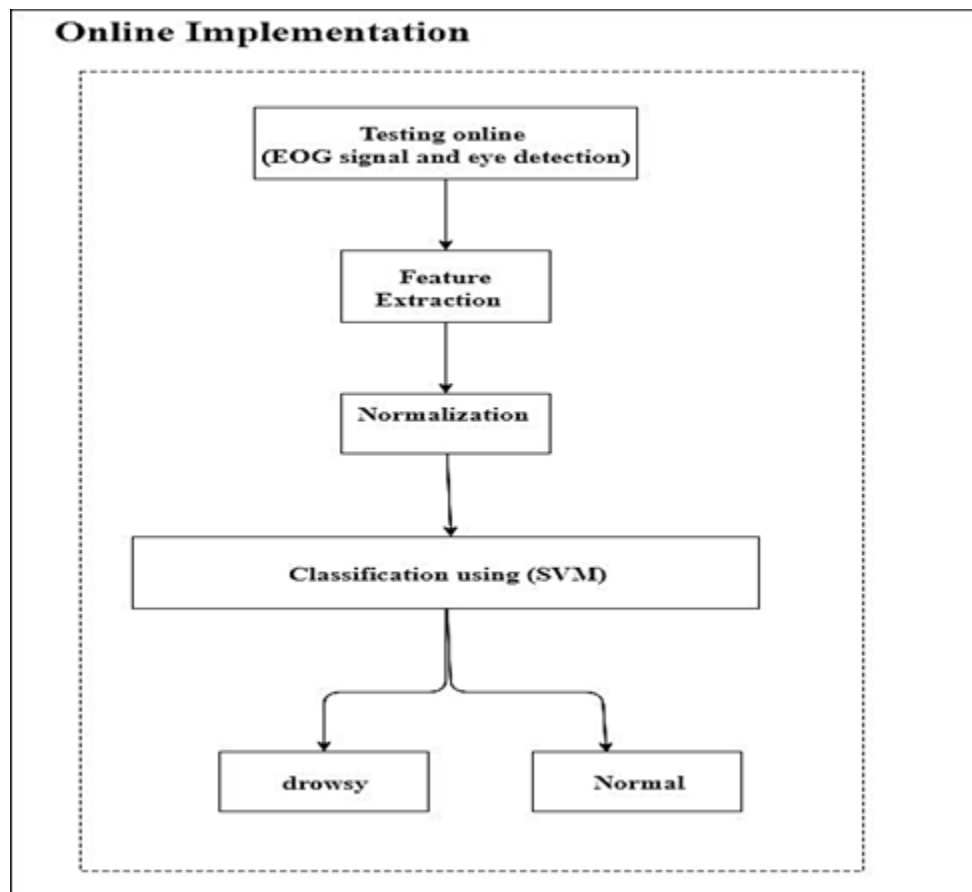 Online Implementation
Testing online
(EOG signal and eye detection)
Feature
Extraction
Normalization
Classification using (SVM)
drowsy
Normal